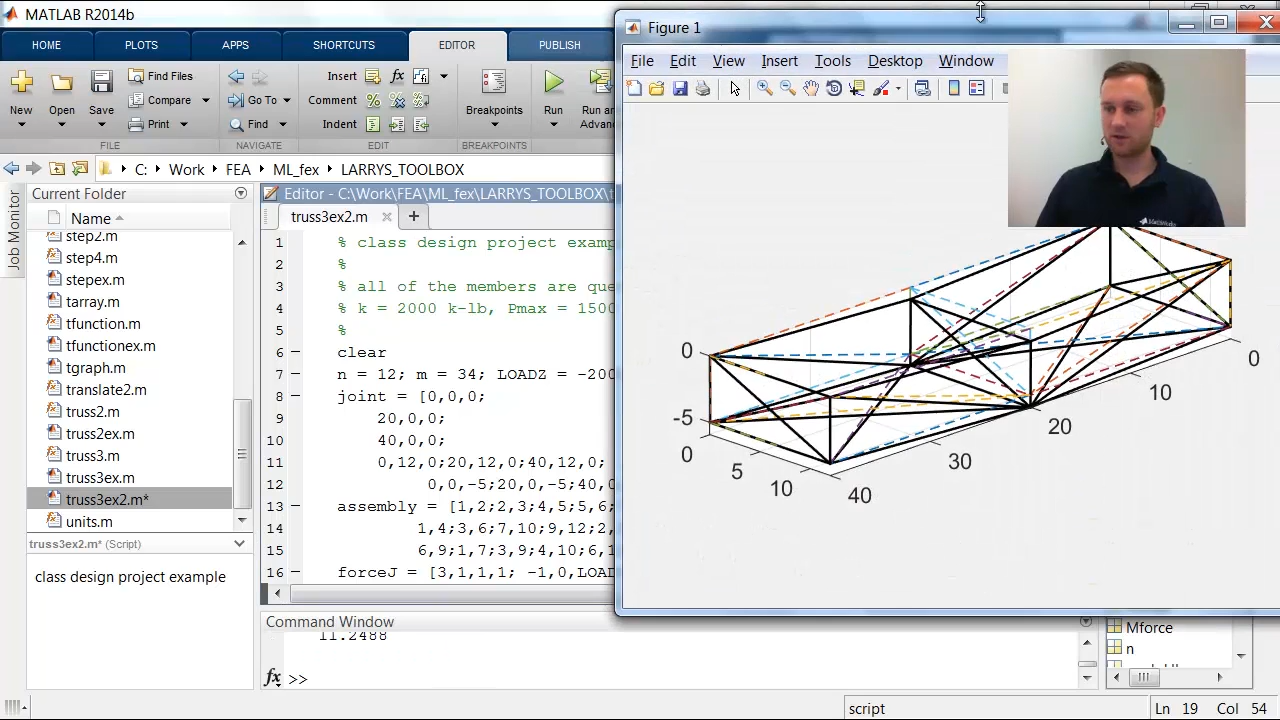 MATLAB R2014b
HOME PLOTS APPS SHORTCUTS EDITOR PUBLISH
New Open Save Find Files Compare Print
FILE
Go To Find
NAVIGATE
Insert fx
Comment
Indent
EDIT
Breakpoints
BREAKPOINTS
Run Run an
Advanc
C: Work FEA ML_fex LARRYS_TOOLBOX
Job Monitor
Current Folder
Name
step2.m
step4.m
stepex.m
tarray.m
tfunction.m
tfunctionex.m
tgraph.m
translate2.m
truss2.m
truss2ex.m
truss3.m
truss3ex.m
truss3ex2.m*
units.m
truss3ex2.m* (Script)
class design project example
Editor - C:\Work\FEA\ML_fex\LARRYS_TOOLBOX\t
truss3ex2.m
1 % class design project examp
2 %
3 % all of the members are que
4 % k = 2000 k-lb, Pmax = 1500
5 %
6 clear
7 n = 12; m = 34; LOADZ = -200
8 joint = [0,0,0;
9 20,0,0;
10 40,0,0;
11 0,12,0;20,12,0;40,12,0;
12 0,0,-5;20,0,-5;40,0
13 assembly = [1,2;2,3;4,5;5,6;
14 1,4;3,6;7,10;9,12;2,
15 6,9;1,7;3,9;4,10;6,1
16 forceJ = [3,1,1,1; -1,0,LOAD
Command Window
11.2488
fx >>
Figure 1
File Edit View Insert Tools Desktop Window
MathWorks
0
-5
0
5
10
40
30
20
10
0
Mforce
n
script
Ln 19 Col 54